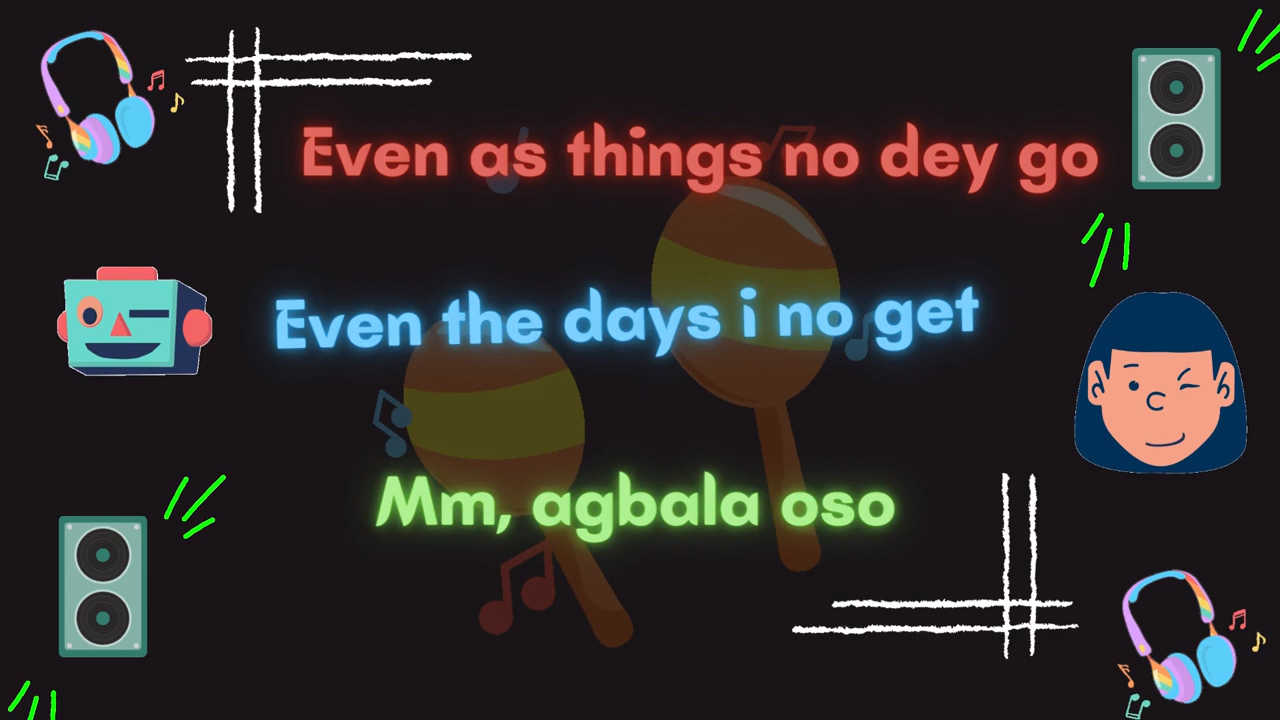 Even as things no dey go
Even the days i no get
Mm, agbala oso